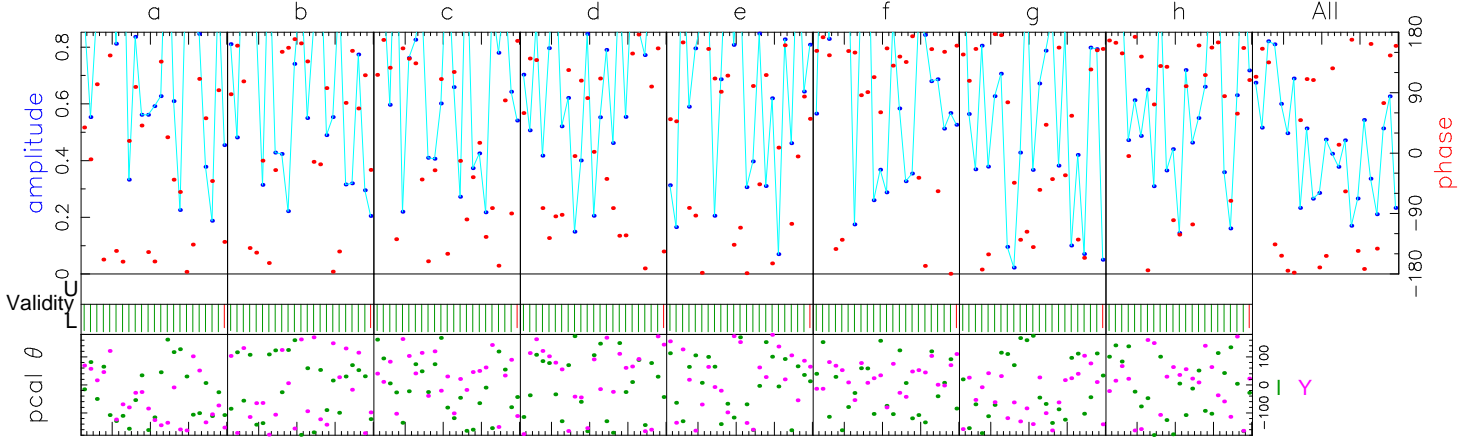 a b c d e f g h All
0.8 180
0.6 90
0.4 0
0.2 −90
0 −180
amplitude
phase
U
Validity
L
pcal θ
100
0
−100
I Y